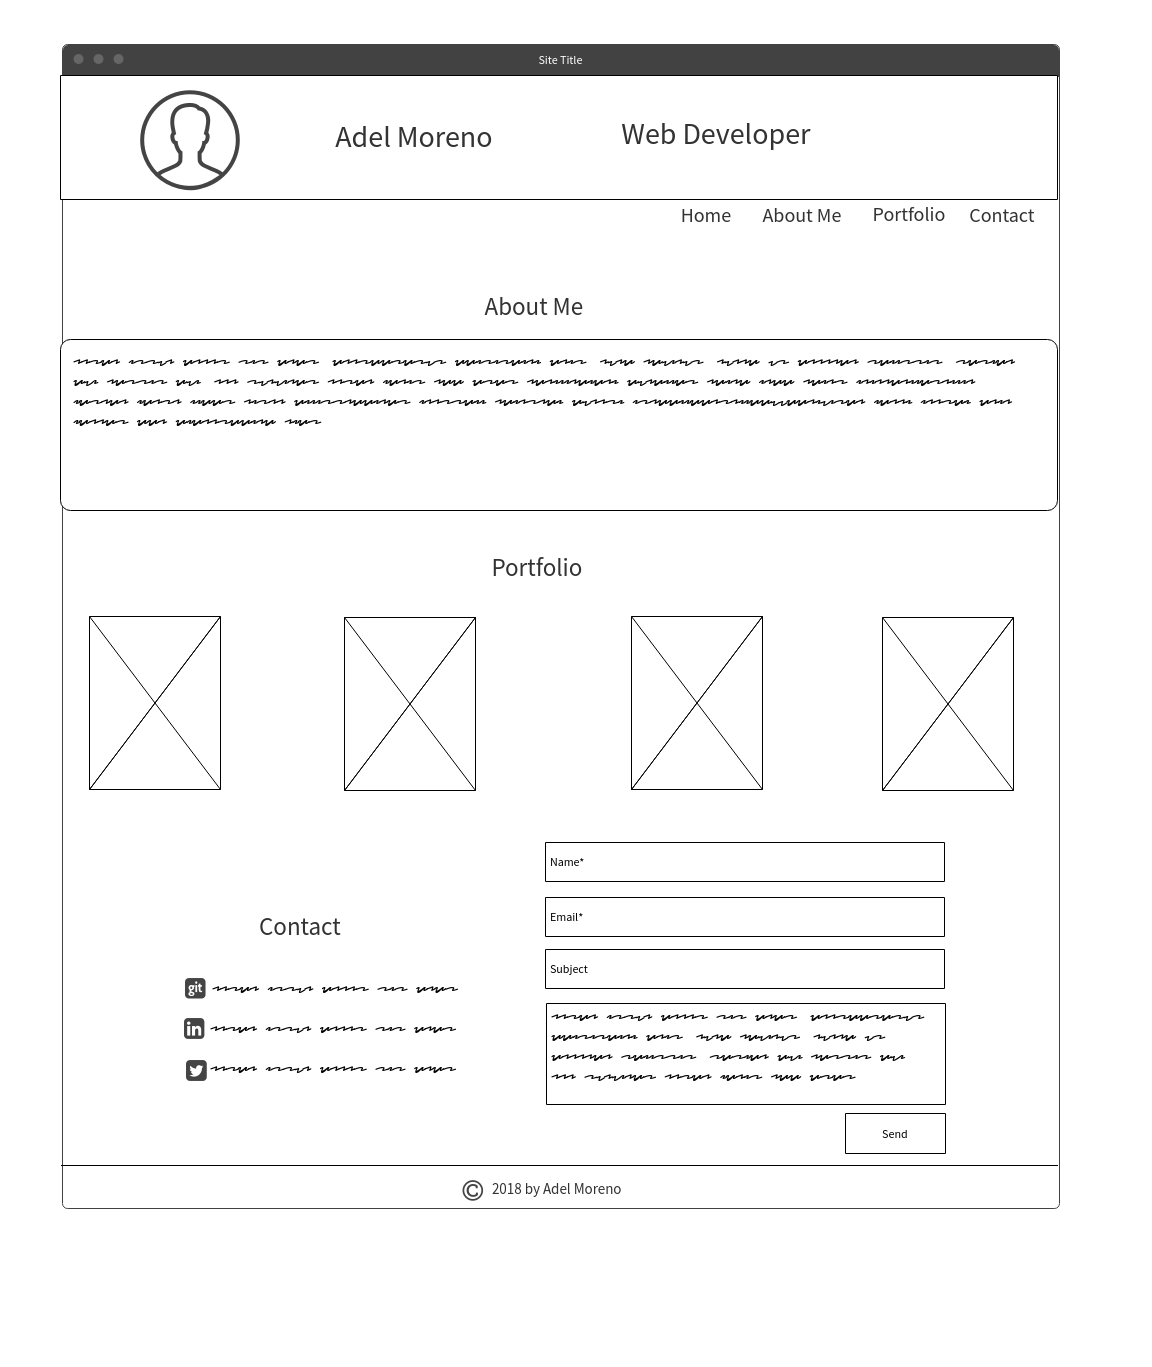 Site Title
Adel Moreno
Web Developer
Home About Me Portfolio Contact
About Me
Portfolio
Name*
Email*
Contact
Subject
git
in
Send
© 2018 by Adel Moreno